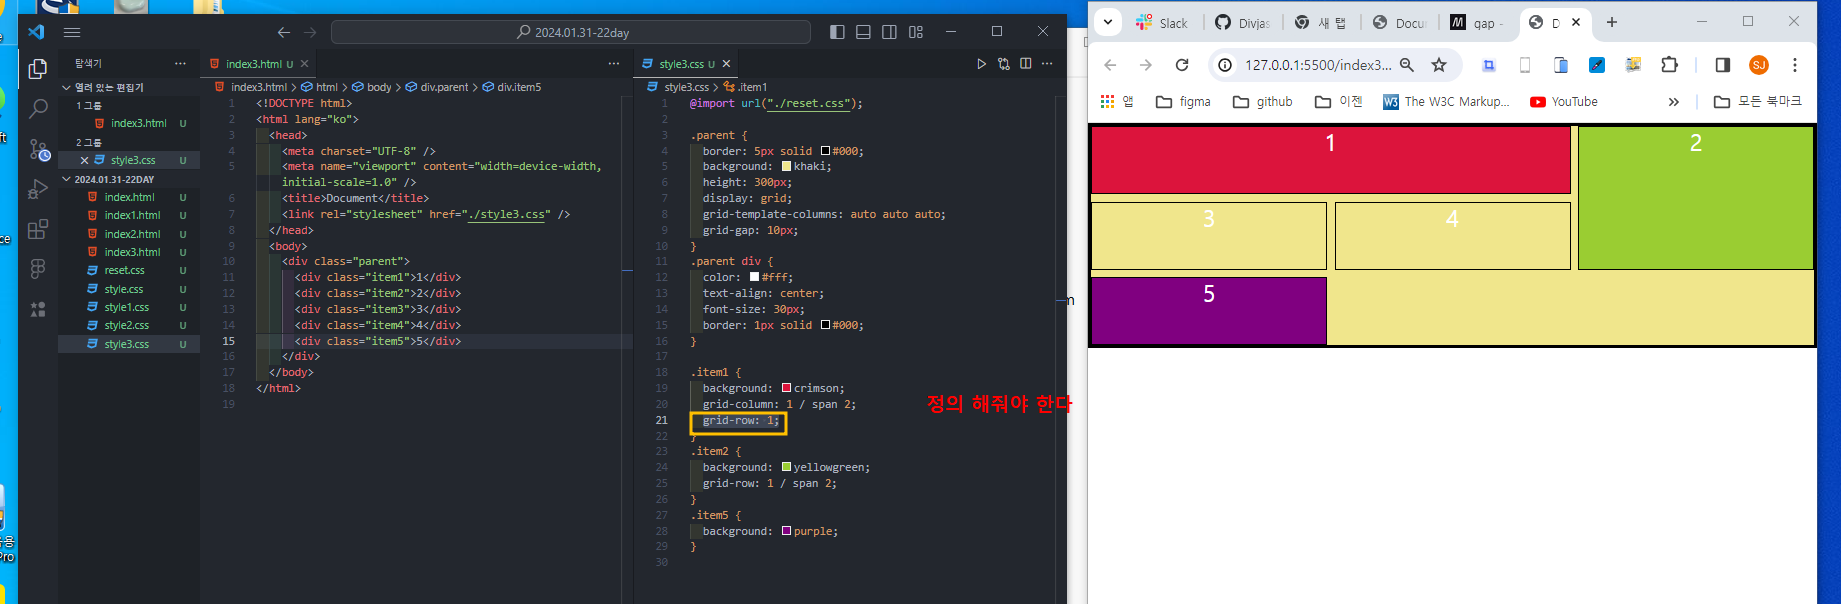 2024.01.31-22day
탐색기
열려 있는 편집기
1 그룹
index3.html U
2 그룹
style3.css U
2024.01.31-22DAY
index.html U
index1.html U
index2.html U
index3.html U
reset.css U
style.css U
style1.css U
style2.css U
style3.css U
index3.html U
index3.html > html > body > div.parent > div.item5
1 <!DOCTYPE html>
2 <html lang="ko">
3 <head>
4 <meta charset="UTF-8" />
5 <meta name="viewport" content="width=device-width,
initial-scale=1.0" />
6 <title>Document</title>
7 <link rel="stylesheet" href="./style3.css" />
8 </head>
9 <body>
10 <div class="parent">
11 <div class="item1">1</div>
12 <div class="item2">2</div>
13 <div class="item3">3</div>
14 <div class="item4">4</div>
15 <div class="item5">5</div>
16 </div>
17 </body>
18 </html>
19
style3.css U
style3.css > .item1
1 @import url("./reset.css");
2
3 .parent {
4 border: 5px solid #000;
5 background: khaki;
6 height: 300px;
7 display: grid;
8 grid-template-columns: auto auto auto;
9 grid-gap: 10px;
10 }
11 .parent div {
12 color: #fff;
13 text-align: center;
14 font-size: 30px;
15 border: 1px solid #000;
16 }
17
18 .item1 {
19 background: crimson;
20 grid-column: 1 / span 2;
21 grid-row: 1;
22 }
23 .item2 {
24 background: yellowgreen;
25 grid-row: 1 / span 2;
26 }
27 .item5 {
28 background: purple;
29 }
30
정의 해줘야 한다
Slack
Divjas
새 탭
Docu
gap -
D
127.0.0.1:5500/index3...
SJ
앱
figma
github
이젠
The W3C Markup...
YouTube
모든 북마크
1
2
3
4
5